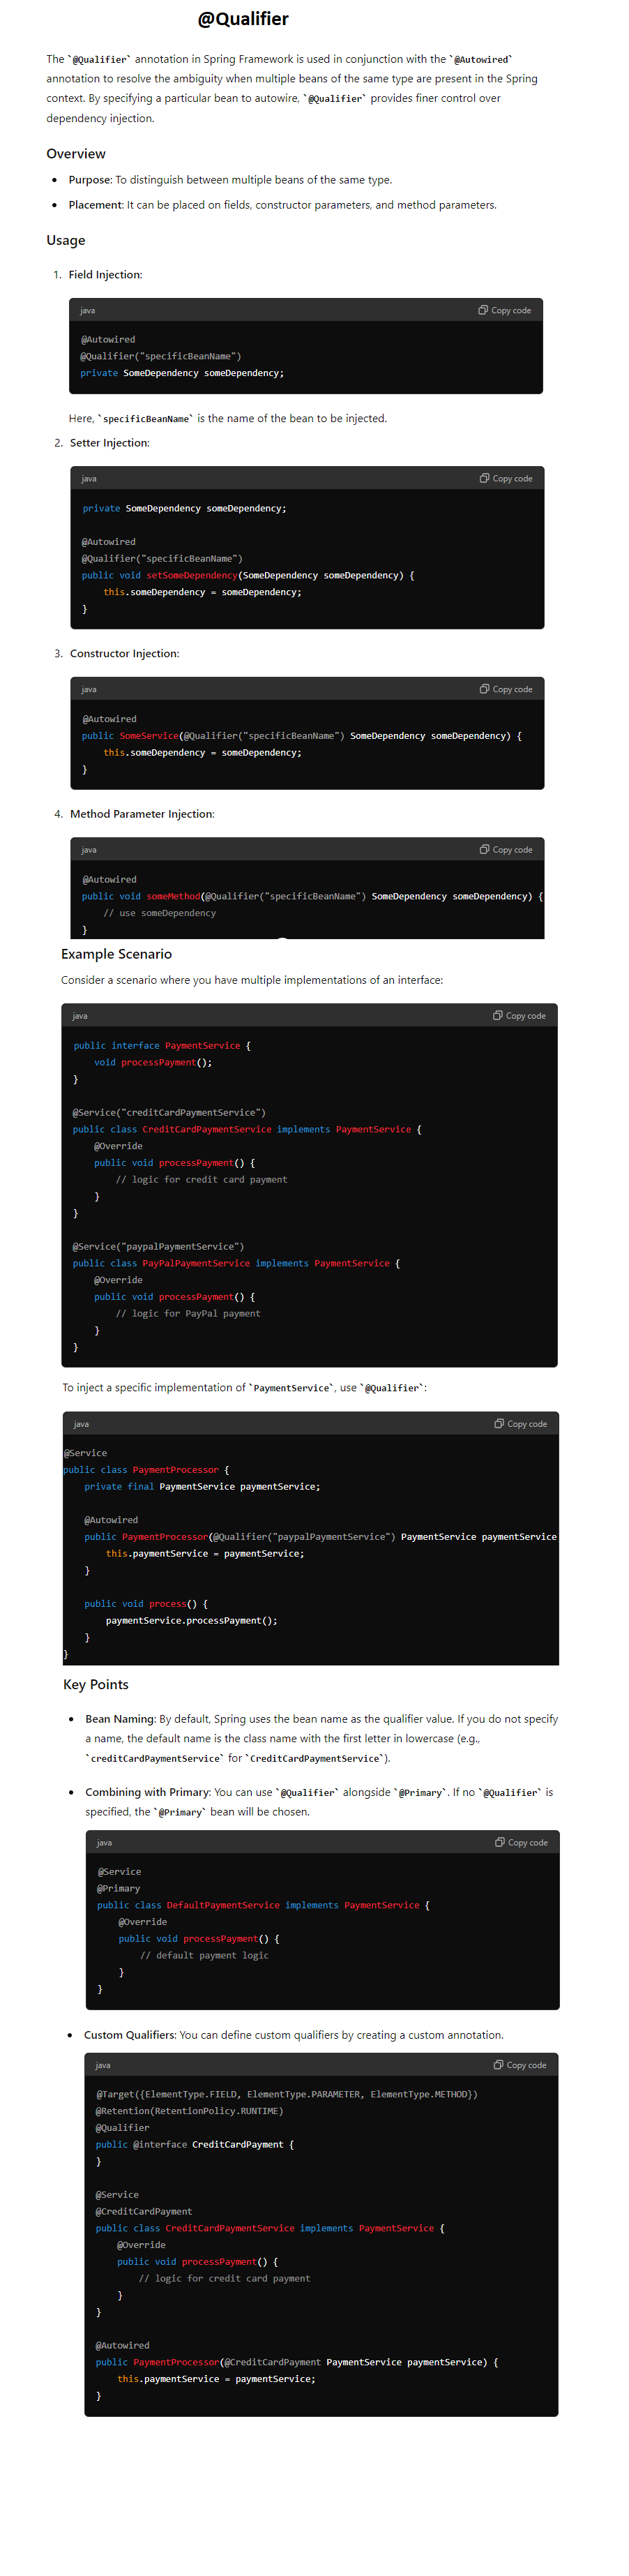 @Qualifier
The `@Qualifier` annotation in Spring Framework is used in conjunction with the `@Autowired`
annotation to resolve the ambiguity when multiple beans of the same type are present in the Spring
context. By specifying a particular bean to autowire, `@Qualifier` provides finer control over
dependency injection.
Overview
• Purpose: To distinguish between multiple beans of the same type.
• Placement: It can be placed on fields, constructor parameters, and method parameters.
Usage
1. Field Injection:
java Copy code
@Autowired
@Qualifier("specificBeanName")
private SomeDependency someDependency;
Here, `specificBeanName` is the name of the bean to be injected.
2. Setter Injection:
java Copy code
private SomeDependency someDependency;
@Autowired
@Qualifier("specificBeanName")
public void setSomeDependency(SomeDependency someDependency) {
    this.someDependency = someDependency;
}
3. Constructor Injection:
java Copy code
@Autowired
public SomeService(@Qualifier("specificBeanName") SomeDependency someDependency) {
    this.someDependency = someDependency;
}
4. Method Parameter Injection:
java Copy code
@Autowired
public void someMethod(@Qualifier("specificBeanName") SomeDependency someDependency) {
    // use someDependency
}
Example Scenario
Consider a scenario where you have multiple implementations of an interface:
java Copy code
public interface PaymentService {
    void processPayment();
}
@Service("creditCardPaymentService")
public class CreditCardPaymentService implements PaymentService {
    @Override
    public void processPayment() {
        // logic for credit card payment
    }
}
@Service("paypalPaymentService")
public class PayPalPaymentService implements PaymentService {
    @Override
    public void processPayment() {
        // logic for PayPal payment
    }
}
To inject a specific implementation of `PaymentService`, use `@Qualifier`:
java Copy code
@Service
public class PaymentProcessor {
    private final PaymentService paymentService;
    @Autowired
    public PaymentProcessor(@Qualifier("paypalPaymentService") PaymentService paymentService
        this.paymentService = paymentService;
    }
    public void process() {
        paymentService.processPayment();
    }
}
Key Points
• Bean Naming: By default, Spring uses the bean name as the qualifier value. If you do not specify
a name, the default name is the class name with the first letter in lowercase (e.g.,
`creditCardPaymentService` for `CreditCardPaymentService`).
• Combining with Primary: You can use `@Qualifier` alongside `@Primary`. If no `@Qualifier` is
specified, the `@Primary` bean will be chosen.
java Copy code
@Service
@Primary
public class DefaultPaymentService implements PaymentService {
    @Override
    public void processPayment() {
        // default payment logic
    }
}
• Custom Qualifiers: You can define custom qualifiers by creating a custom annotation.
java Copy code
@Target({ElementType.FIELD, ElementType.PARAMETER, ElementType.METHOD})
@Retention(RetentionPolicy.RUNTIME)
@Qualifier
public @interface CreditCardPayment {
}
@Service
@CreditCardPayment
public class CreditCardPaymentService implements PaymentService {
    @Override
    public void processPayment() {
        // logic for credit card payment
    }
}
@Autowired
public PaymentProcessor(@CreditCardPayment PaymentService paymentService) {
    this.paymentService = paymentService;
}